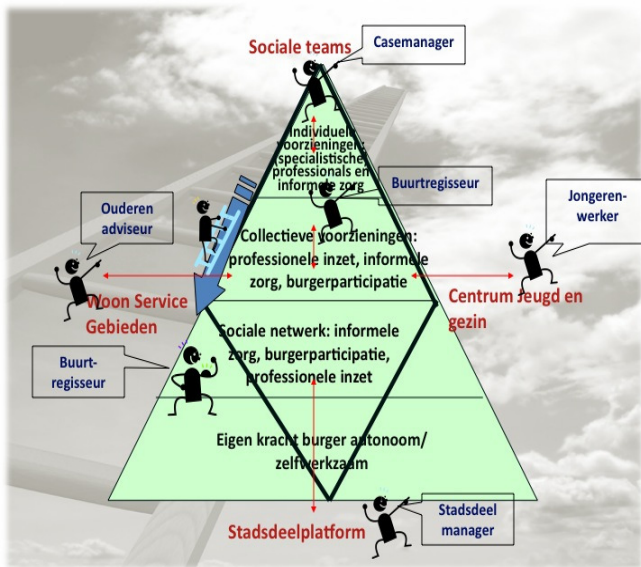 Sociale teams
Casemanager
Individuele
voorzieningen:
(specialistische)
professionals en
informele zorg
Buurtregisseur
Ouderen
adviseur
Jongeren-
werker
Collectieve voorzieningen:
professionele inzet, informele
zorg, burgerparticipatie
Woon Service
Gebieden
Centrum Jeugd en
gezin
Sociale netwerk: informele
zorg, burgerparticipatie,
professionele inzet
Buurt-
regisseur
Eigen kracht burger autonoom/
zelfwerkzaam
Stadsdeelplatform
Stadsdeel
manager